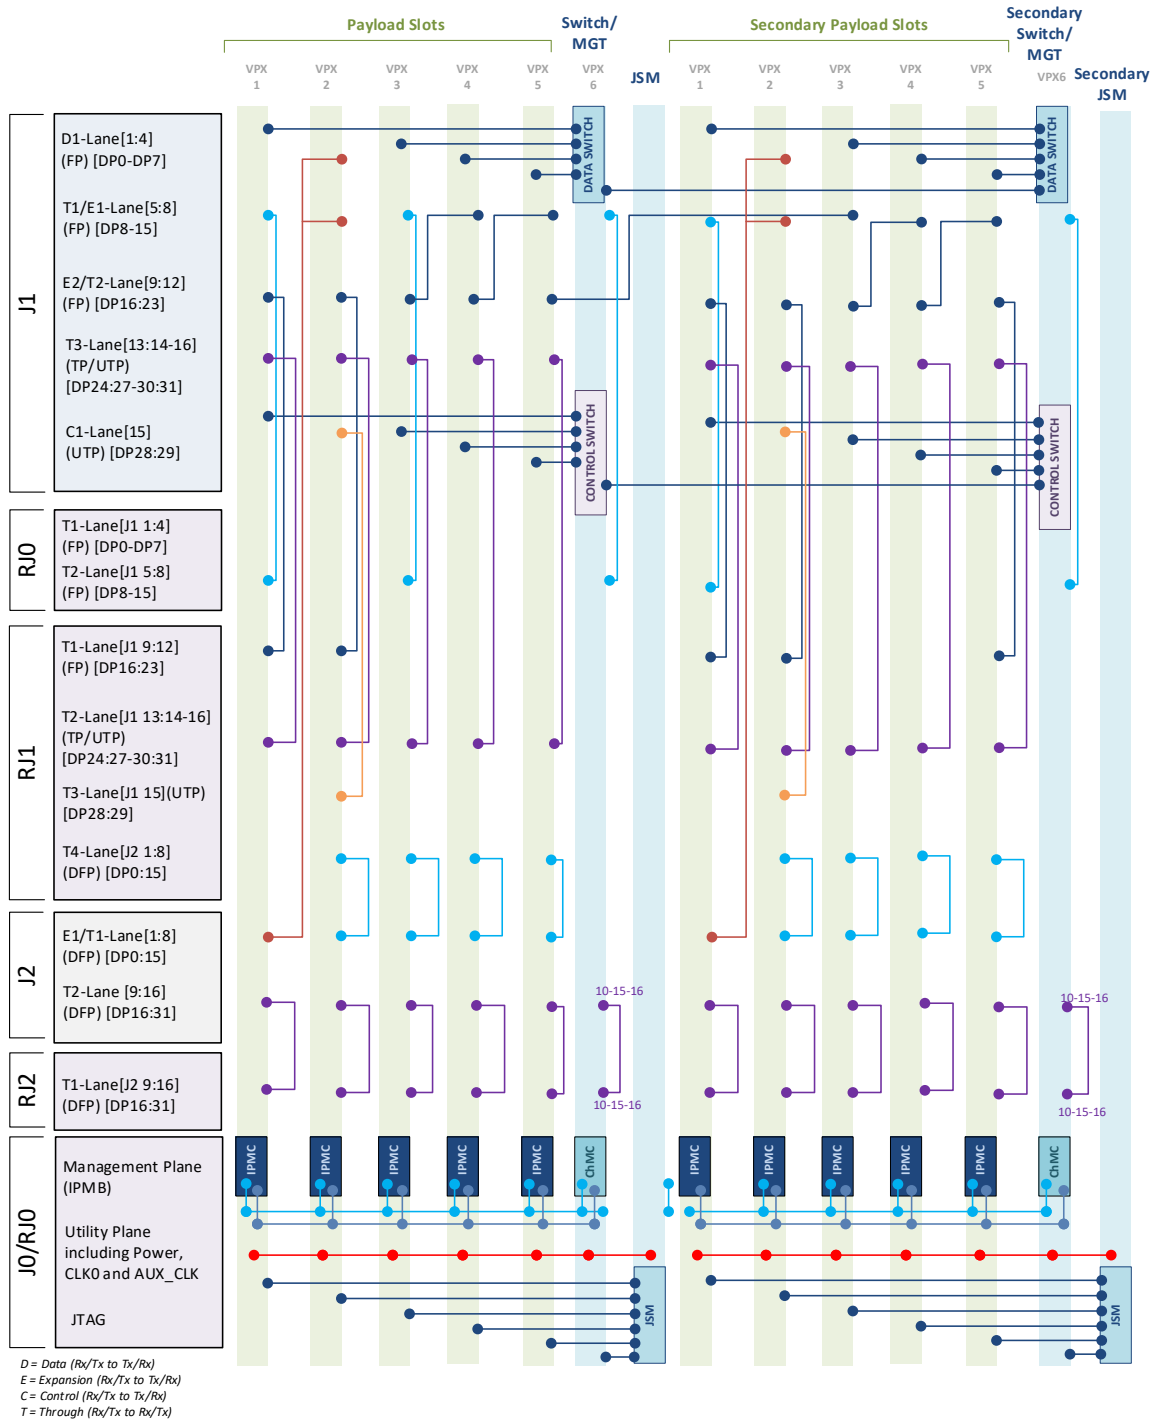 Payload Slots
Switch/
MGT
JSM
Secondary Payload Slots
Secondary
Switch/
MGT
Secondary
JSM
VPX
1
VPX
2
VPX
3
VPX
4
VPX
5
VPX
6
VPX
1
VPX
2
VPX
3
VPX
4
VPX
5
VPX6
J1
D1-Lane[1:4]
(FP) [DP0-DP7]
T1/E1-Lane[5:8]
(FP) [DP8-15]
E2/T2-Lane[9:12]
(FP) [DP16:23]
T3-Lane[13:14-16]
(TP/UTP)
[DP24:27-30:31]
C1-Lane[15]
(UTP) [DP28:29]
DATA SWITCH
DATA SWITCH
CONTROL SWITCH
CONTROL SWITCH
RJ0
T1-Lane[J1 1:4]
(FP) [DP0-DP7]
T2-Lane[J1 5:8]
(FP) [DP8-15]
RJ1
T1-Lane[J1 9:12]
(FP) [DP16:23]
T2-Lane[J1 13:14-16]
(TP/UTP)
[DP24:27-30:31]
T3-Lane[J1 15](UTP)
[DP28:29]
T4-Lane[J2 1:8]
(DFP) [DP0:15]
J2
E1/T1-Lane[1:8]
(DFP) [DP0:15]
T2-Lane [9:16]
(DFP) [DP16:31]
10-15-16
10-15-16
RJ2
T1-Lane[J2 9:16]
(DFP) [DP16:31]
10-15-16
10-15-16
J0/RJ0
Management Plane
(IPMB)
Utility Plane
including Power,
CLK0 and AUX_CLK
JTAG
IPMC
IPMC
IPMC
IPMC
IPMC
ChMC
IPMC
IPMC
IPMC
IPMC
IPMC
ChMC
JSM
JSM
D = Data (Rx/Tx to Tx/Rx)
E = Expansion (Rx/Tx to Tx/Rx)
C = Control (Rx/Tx to Tx/Rx)
T = Through (Rx/Tx to Rx/Tx)